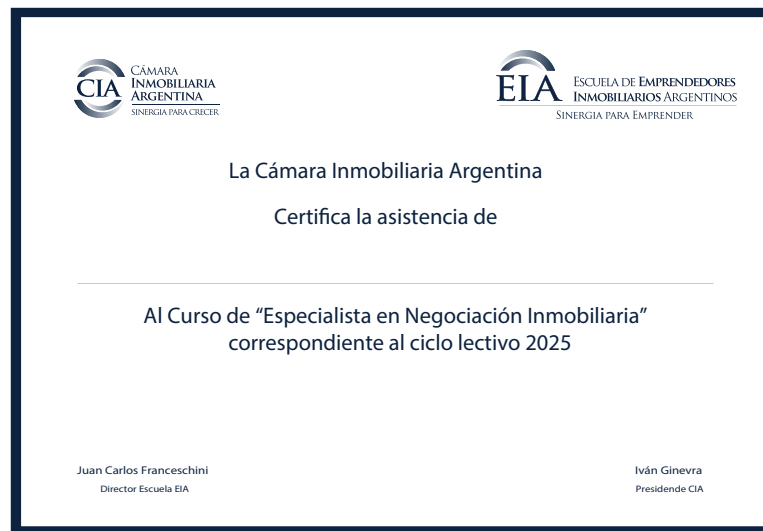 CIA
CÁMARA
INMOBILIARIA
ARGENTINA
SINERGIA PARA CRECER
EIA
ESCUELA DE EMPRENDEDORES
INMOBILIARIOS ARGENTINOS
SINERGIA PARA EMPRENDER
La Cámara Inmobiliaria Argentina
Certifica la asistencia de
Al Curso de “Especialista en Negociación Inmobiliaria”
correspondiente al ciclo lectivo 2025
Juan Carlos Franceschini
Director Escuela EIA
Iván Ginevra
Presidende CIA